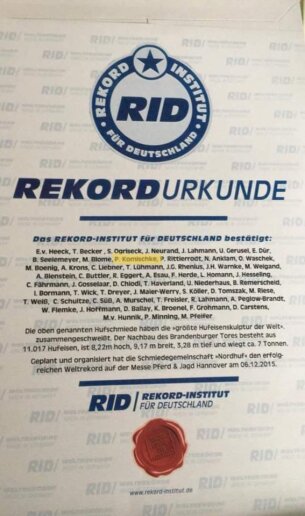 REKORD INSTITUT
RID
FÜR DEUTSCHLAND
REKORDURKUNDE
Das REKORD-INSTITUT für DEUTSCHLAND bestätigt:
E.v. Heeck, T. Becker, S. Ogriseck, J. Neurand, J. Lahmann, U. Gerusel, E. Dür,
B. Seelemeyer, M. Blome, P. Komischke, P. Rittierrott, N. Anklam, O. Waschek,
M. Boenig, A. Krons, C. Liebner, T. Lühmann, J.G. Rhenius, J.H. Warnke, M. Weigand,
A. Blenstein, C. Buttler, R. Eggert, A. Esau, F. Herde, L. Homann, J. Hesseling,
C. Fährmann, J. Gosselaar, D. Chiodi, T. Haverland, U. Niederhaus, B. Remerscheid,
I. Bormann, T. Wick, T. Dreyer, J. Maier-Werry, S. Köller, D. Tomszak, M. Riese,
T. Weiß, C. Schultze, C. Süß, A. Murschel, T. Freisler, R. Lahmann, A. Peglow-Brandt,
W. Flemke, J. Hoffmann, D. Ballay, K. Broenel, F. Grohmann, D. Carstens,
M.v. Hunnik, P. Minning, M. Pfeiffer.
Die oben genannten Hufschmiede haben die »größte Hufeisenskulptur der Welt«
zusammengeschweißt. Der Nachbau des Brandenburger Tores besteht aus
11.017 Hufeisen, ist 8,22m hoch, 9,17 m breit, 3,28 m tief und wiegt ca. 7 Tonnen.
Geplant und organisiert hat die Schmiedegemeinschaft »Nordhuf« den erfolg-
reichen Weltrekord auf der Messe Pferd & Jagd Hannover am 06.12.2015.
RID / REKORD-INSTITUT
FÜR DEUTSCHLAND
www.rekord-institut.de